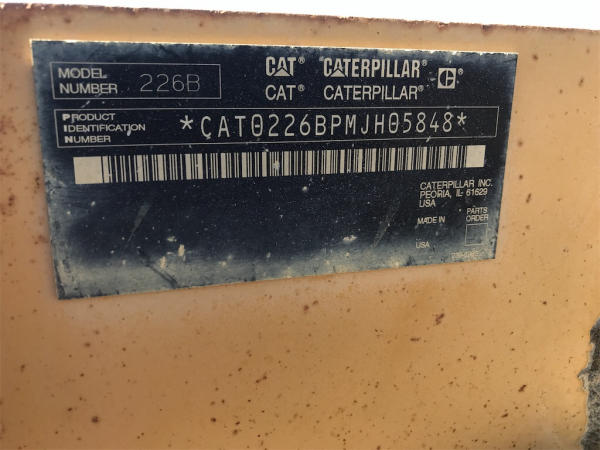 MODEL NUMBER 226B
CAT® CATERPILLAR®
CAT® CATERPILLAR®
PRODUCT IDENTIFICATION NUMBER
*CAT0226BPMJH05848*
CATERPILLAR INC.
PEORIA, IL 61629
USA
MADE IN
PARTS ORDER
USA